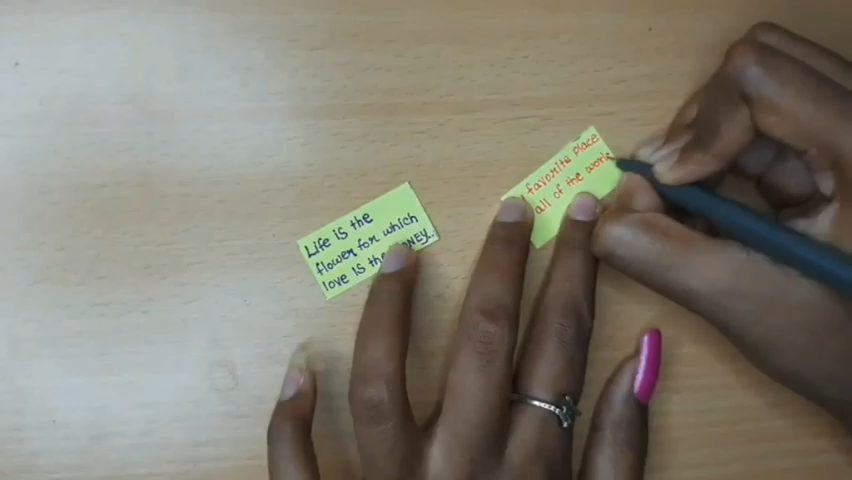 Life is the
flower for which
love is the
favorite place
all of the